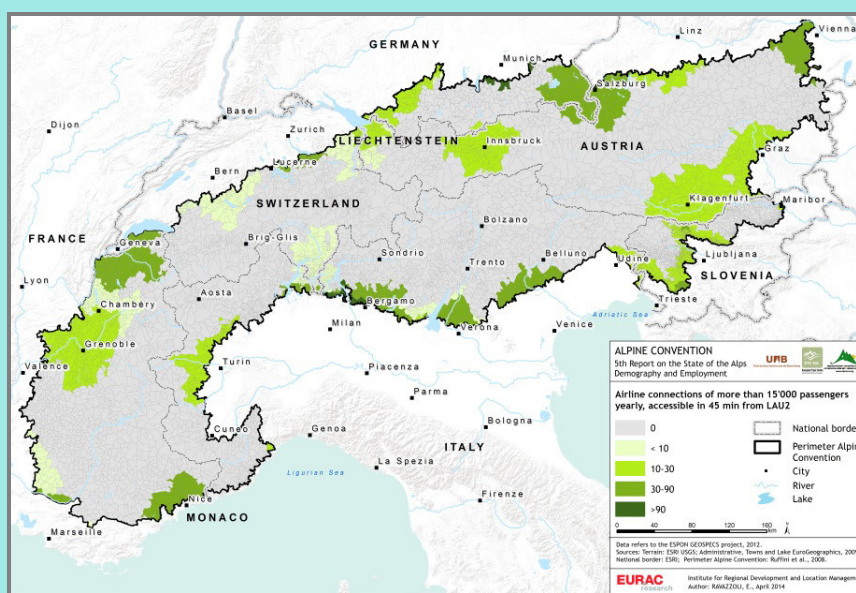 GERMANY
Linz
Vienna
Munich
Salzburg
Basel
Dijon
Zurich
LIECHTENSTEIN
Innsbruck
AUSTRIA
Graz
Bern
Lucerne
Klagenfurt
Maribor
SWITZERLAND
Bolzano
FRANCE
Geneva
Brig-Glis
Sondrio
Belluno
Ljubljana
Udine
Trento
SLOVENIA
Lyon
Aosta
Bergamo
Trieste
Chambéry
Adriatic Sea
Milan
Verona
Venice
Grenoble
Valence
Turin
Piacenza
Parma
Cuneo
Genoa
Bologna
ITALY
La Spezia
Ligurian Sea
Nice
Firenze
MONACO
Marseille
ALPINE CONVENTION
5th Report on the State of the Alps
Demography and Employment
Airline connections of more than 15'000 passengers
yearly, accessible in 45 min from LAU2
0
< 10
10-30
30-90
>90
National borde
Perimeter Alpin
Convention
City
River
Lake
0 40 80 120 160
km
Data refers to the ESPON GEOSPECS project, 2012.
Sources: Terrain: ESRI USGS; Administrative, Towns and Lake EuroGeographics, 200
National border: ESRI; Perimeter Alpine Convention: Ruffini et al., 2008.
EURAC
research
Institute for Regional Development and Location Manageme
Author: RAVAZZOLI, E., April 2014